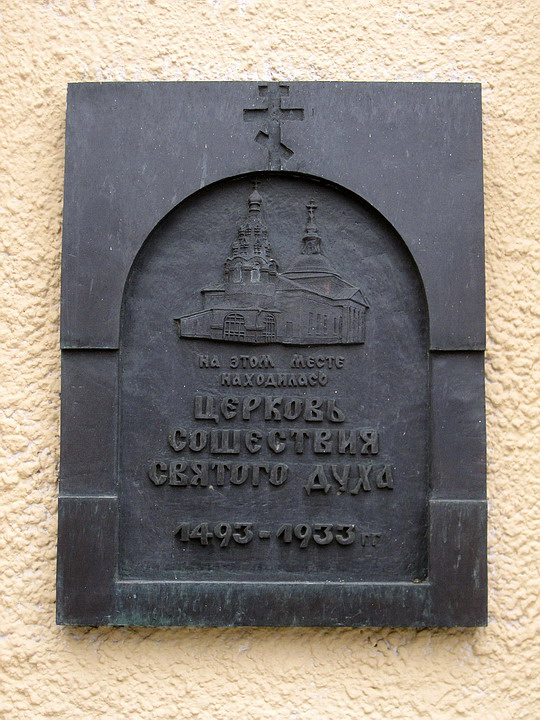 НА ЭТОМ МЕСТЕ
НАХОДИЛАСЬ
ЦЕРКОВЬ
СОШЕСТВИЯ
СВЯТОГО ДУХА
1493-1933 гг